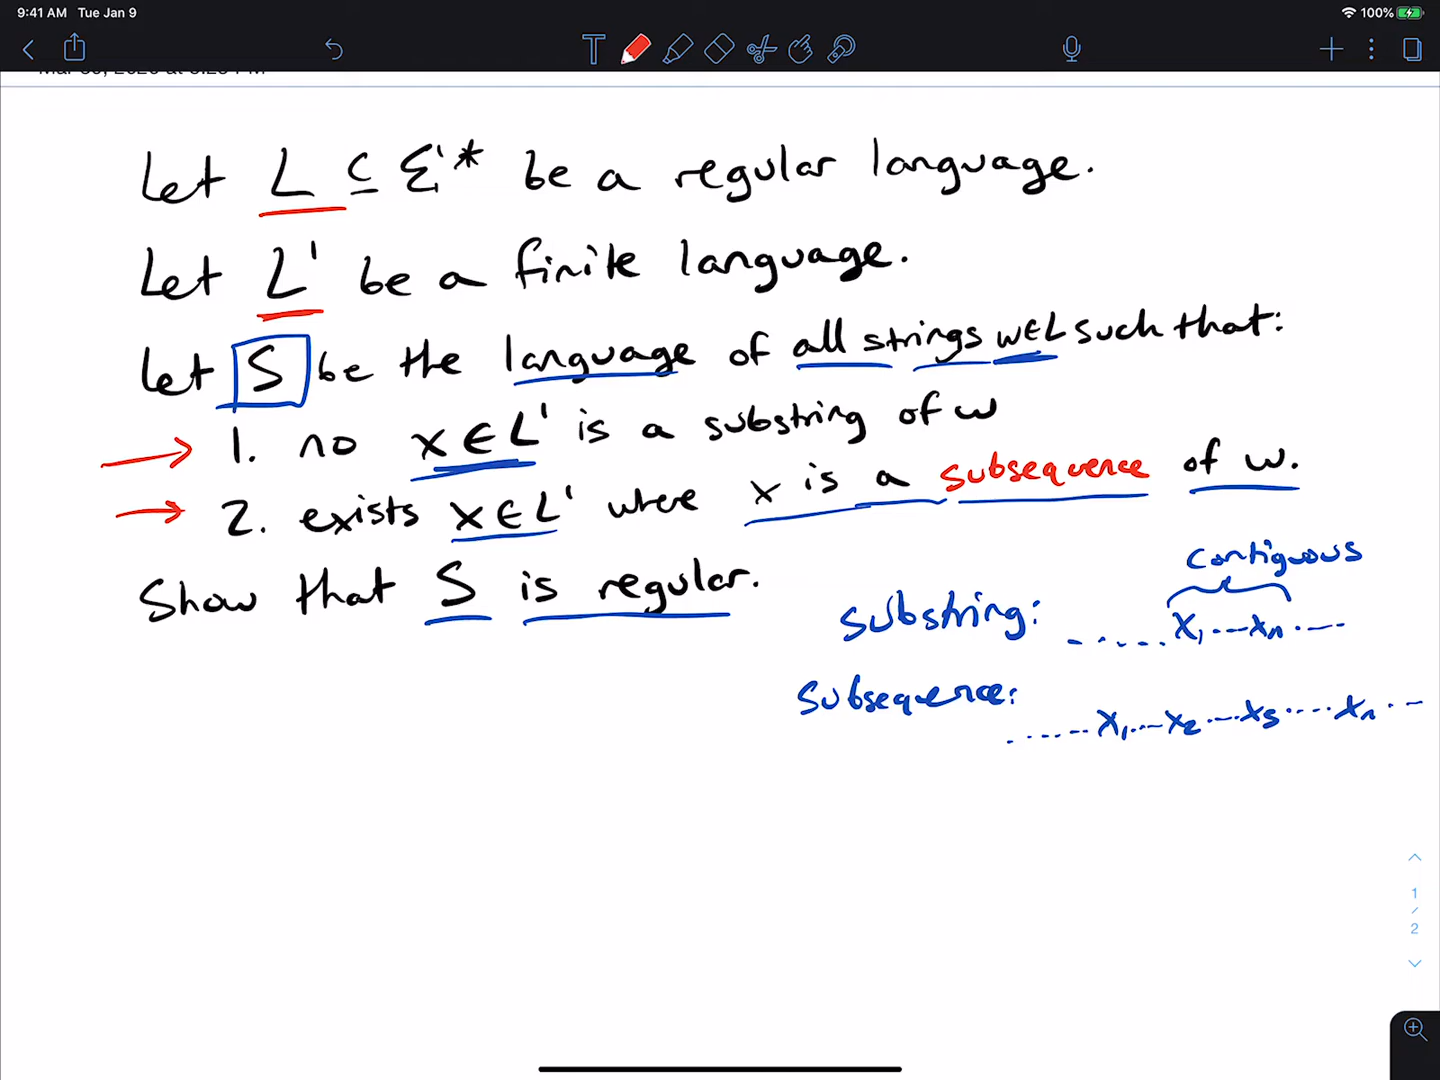 9:41 AM Tue Jan 9
100%
T
Let L ⊆ Σ* be a regular language.
Let L' be a finite language.
Let S be the language of all strings w∈L such that:
1. no x∈L' is a substring of w
2. exists x∈L' where x is a subsequence of w.
Show that S is regular.
contiguous
Substring: ...... x₁ ... xₙ ....
Subsequence: ...... x₁ ... x₂ ... x₃ .... xₙ ....
1
/
2